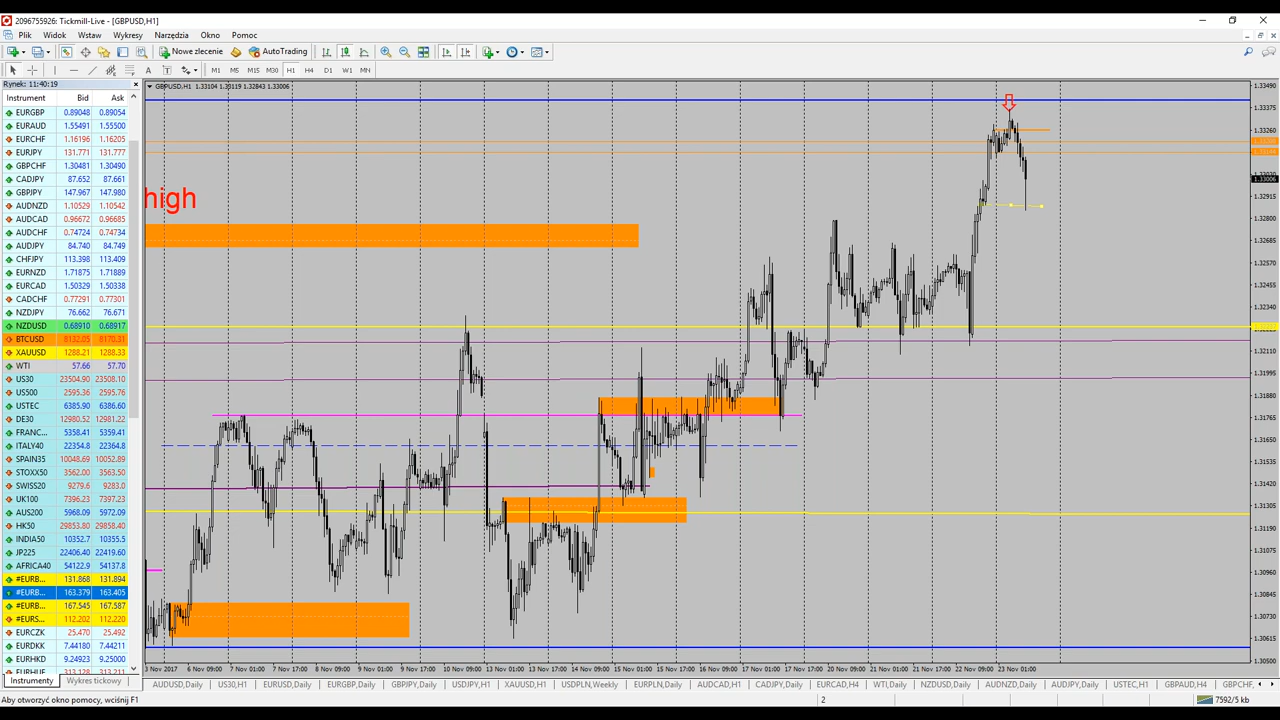 2096755926: Tickmill-Live - [GBPUSD,H1]
Plik Widok Wstaw Wykresy Narzędzia Okno Pomoc
Nowe zlecenie AutoTrading
A T M1 M5 M15 M30 H1 H4 D1 W1 MN
Rynek: 11:40:19
Instrument Bid Ask
EURGBP 0.89048 0.89054
EURAUD 1.55491 1.55500
EURCHF 1.16196 1.16205
EURJPY 131.771 131.777
GBPCHF 1.30481 1.30490
CADJPY 87.652 87.661
GBPJPY 147.967 147.980
AUDNZD 1.10529 1.10542
AUDCAD 0.96672 0.96685
AUDCHF 0.74724 0.74734
AUDJPY 84.740 84.749
CHFJPY 113.398 113.409
EURNZD 1.71875 1.71889
EURCAD 1.50329 1.50338
CADCHF 0.77291 0.77301
NZDJPY 76.662 76.671
NZDUSD 0.68910 0.68917
BTCUSD 8132.05 8170.31
XAUUSD 1288.21 1288.33
WTI 57.66 57.70
US30 23504.90 23508.10
US500 2595.36 2595.76
USTEC 6385.90 6386.60
DE30 12980.52 12981.22
FRANC... 5358.41 5359.41
ITALY40 22354.8 22364.8
SPAIN35 10048.69 10052.89
STOXX50 3562.00 3563.50
SWISS20 9279.6 9283.0
UK100 7396.23 7397.23
AUS200 5968.09 5972.09
HK50 29853.80 29858.40
INDIA50 10352.7 10355.5
JP225 22406.40 22419.60
AFRICA40 54122.9 54137.8
#EURB... 131.868 131.894
#EURB... 163.379 163.405
#EURB... 167.545 167.587
#EURS... 112.202 112.220
EURCZK 25.470 25.492
EURDKK 7.44180 7.44211
EURHKD 9.24923 9.25000
Instrumenty Wykres tickowy
GBPUSD,H1 1.33104 1.33119 1.32843 1.33006
high
1.33490
1.33375
1.33260
1.33030
1.33006
1.32915
1.32685
1.32570
1.32455
1.32340
1.32110
1.31995
1.31880
1.31765
1.31650
1.31535
1.31420
1.31305
1.31190
1.31075
1.30960
1.30845
1.30730
1.30615
1.30500
3 Nov 2017 6 Nov 09:00 7 Nov 01:00 7 Nov 17:00 8 Nov 09:00 9 Nov 01:00 9 Nov 17:00 10 Nov 09:00 13 Nov 01:00 13 Nov 17:00 14 Nov 09:00 15 Nov 01:00 15 Nov 17:00 16 Nov 09:00 17 Nov 01:00 17 Nov 17:00 20 Nov 09:00 21 Nov 01:00 21 Nov 17:00 22 Nov 09:00 23 Nov 01:00
AUDUSD,Daily US30,H1 EURUSD,Daily EURGBP,Daily GBPJPY,Daily USDJPY,H1 XAUUSD,H1 USDPLN,Weekly EURPLN,Daily AUDCAD,H1 CADJPY,Daily EURCAD,H4 WTI,Daily NZDUSD,Daily AUDNZD,Daily AUDJPY,Daily USTEC,H1 GBPAUD,H4 GBPCHF,
Aby otworzyć okno pomocy, wciśnij F1 2 7592/5 kb